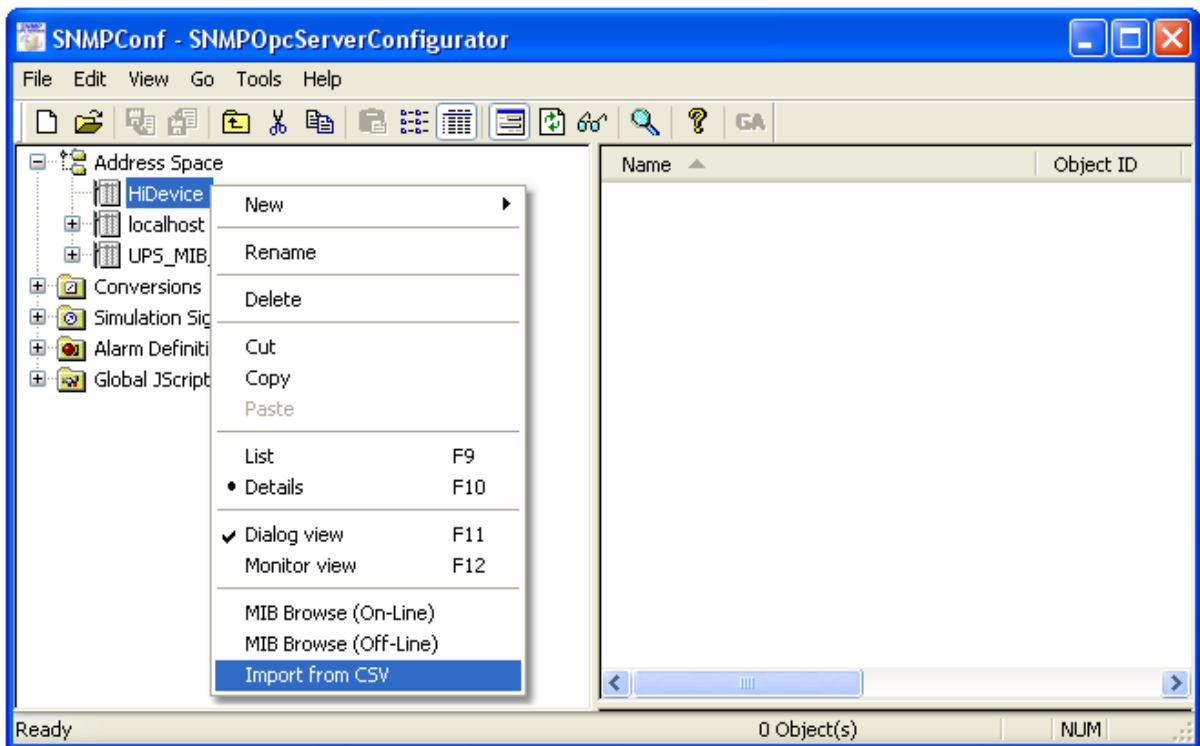 SNMPConf - SNMPOpcServerConfigurator
File Edit View Go Tools Help
GA
Address Space
HiDevice
localhost
UPS_MIB_
Conversions
Simulation Sig
Alarm Definiti
Global JScript
New
Rename
Delete
Cut
Copy
Paste
List F9
Details F10
Dialog view F11
Monitor view F12
MIB Browse (On-Line)
MIB Browse (Off-Line)
Import from CSV
Name Object ID
Ready 0 Object(s) NUM